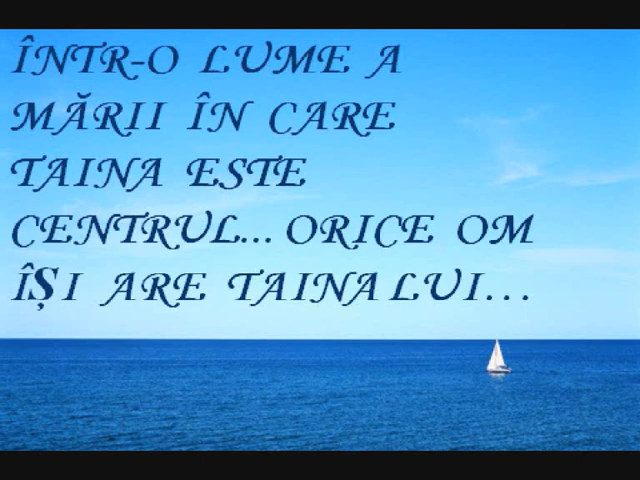 ÎNTR-O LUME A
MĂRII ÎN CARE
TAINA ESTE
CENTRUL... ORICE OM
ÎȘI ARE TAINA LUI...